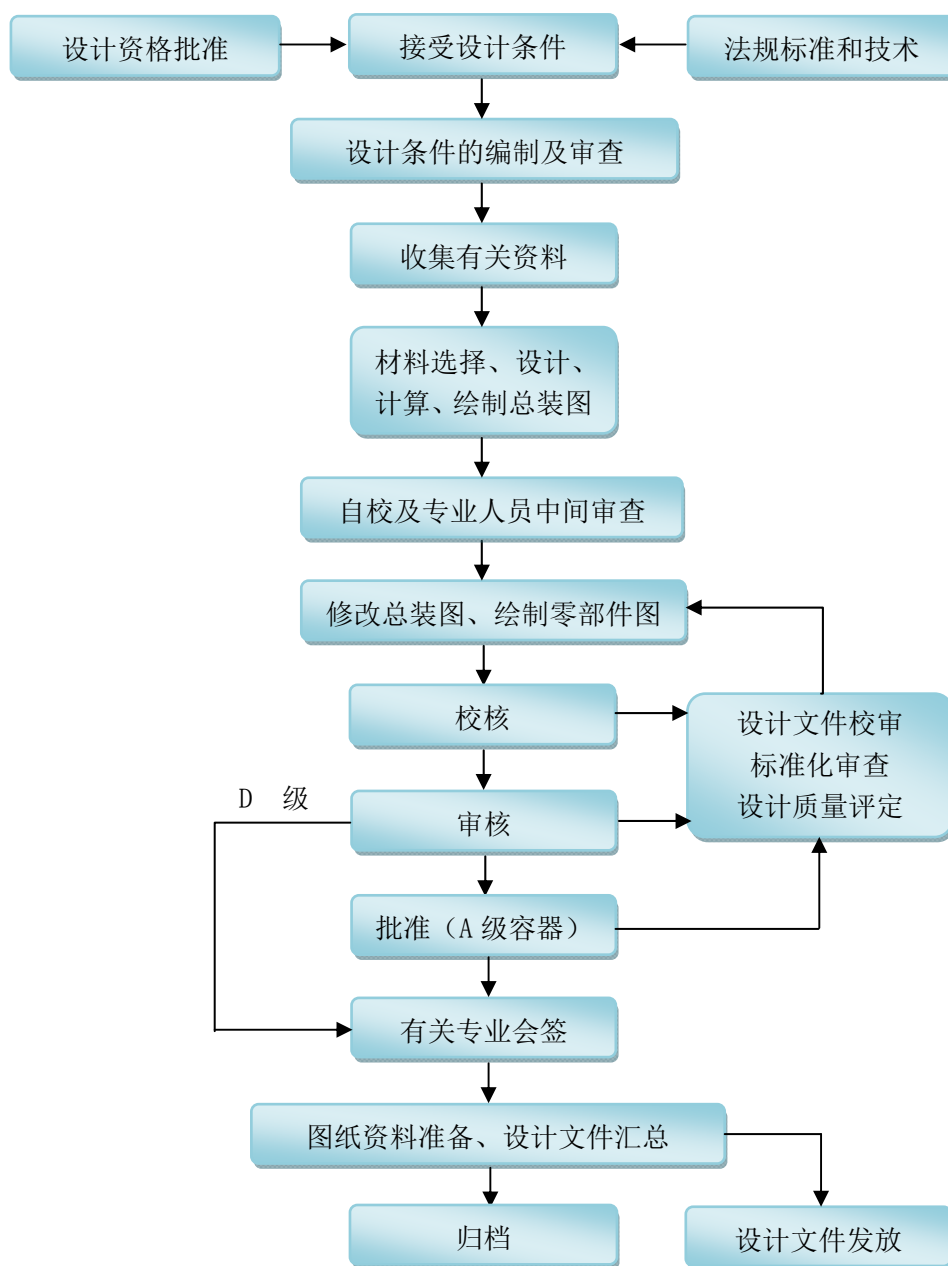 设计资格批准
接受设计条件
法规标准和技术
设计条件的编制及审查
收集有关资料
材料选择、设计、
计算、绘制总装图
自校及专业人员中间审查
修改总装图、绘制零部件图
校核
设计文件校审
标准化审查
设计质量评定
D 级
审核
批准（A 级容器）
有关专业会签
图纸资料准备、设计文件汇总
归档
设计文件发放